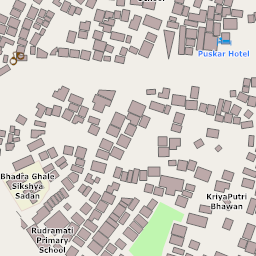 Puskar Hotel
Bhadra Ghale
Sikshya
Sadan
KriyaPutri
Bhawan
Rudramati
Primary
School